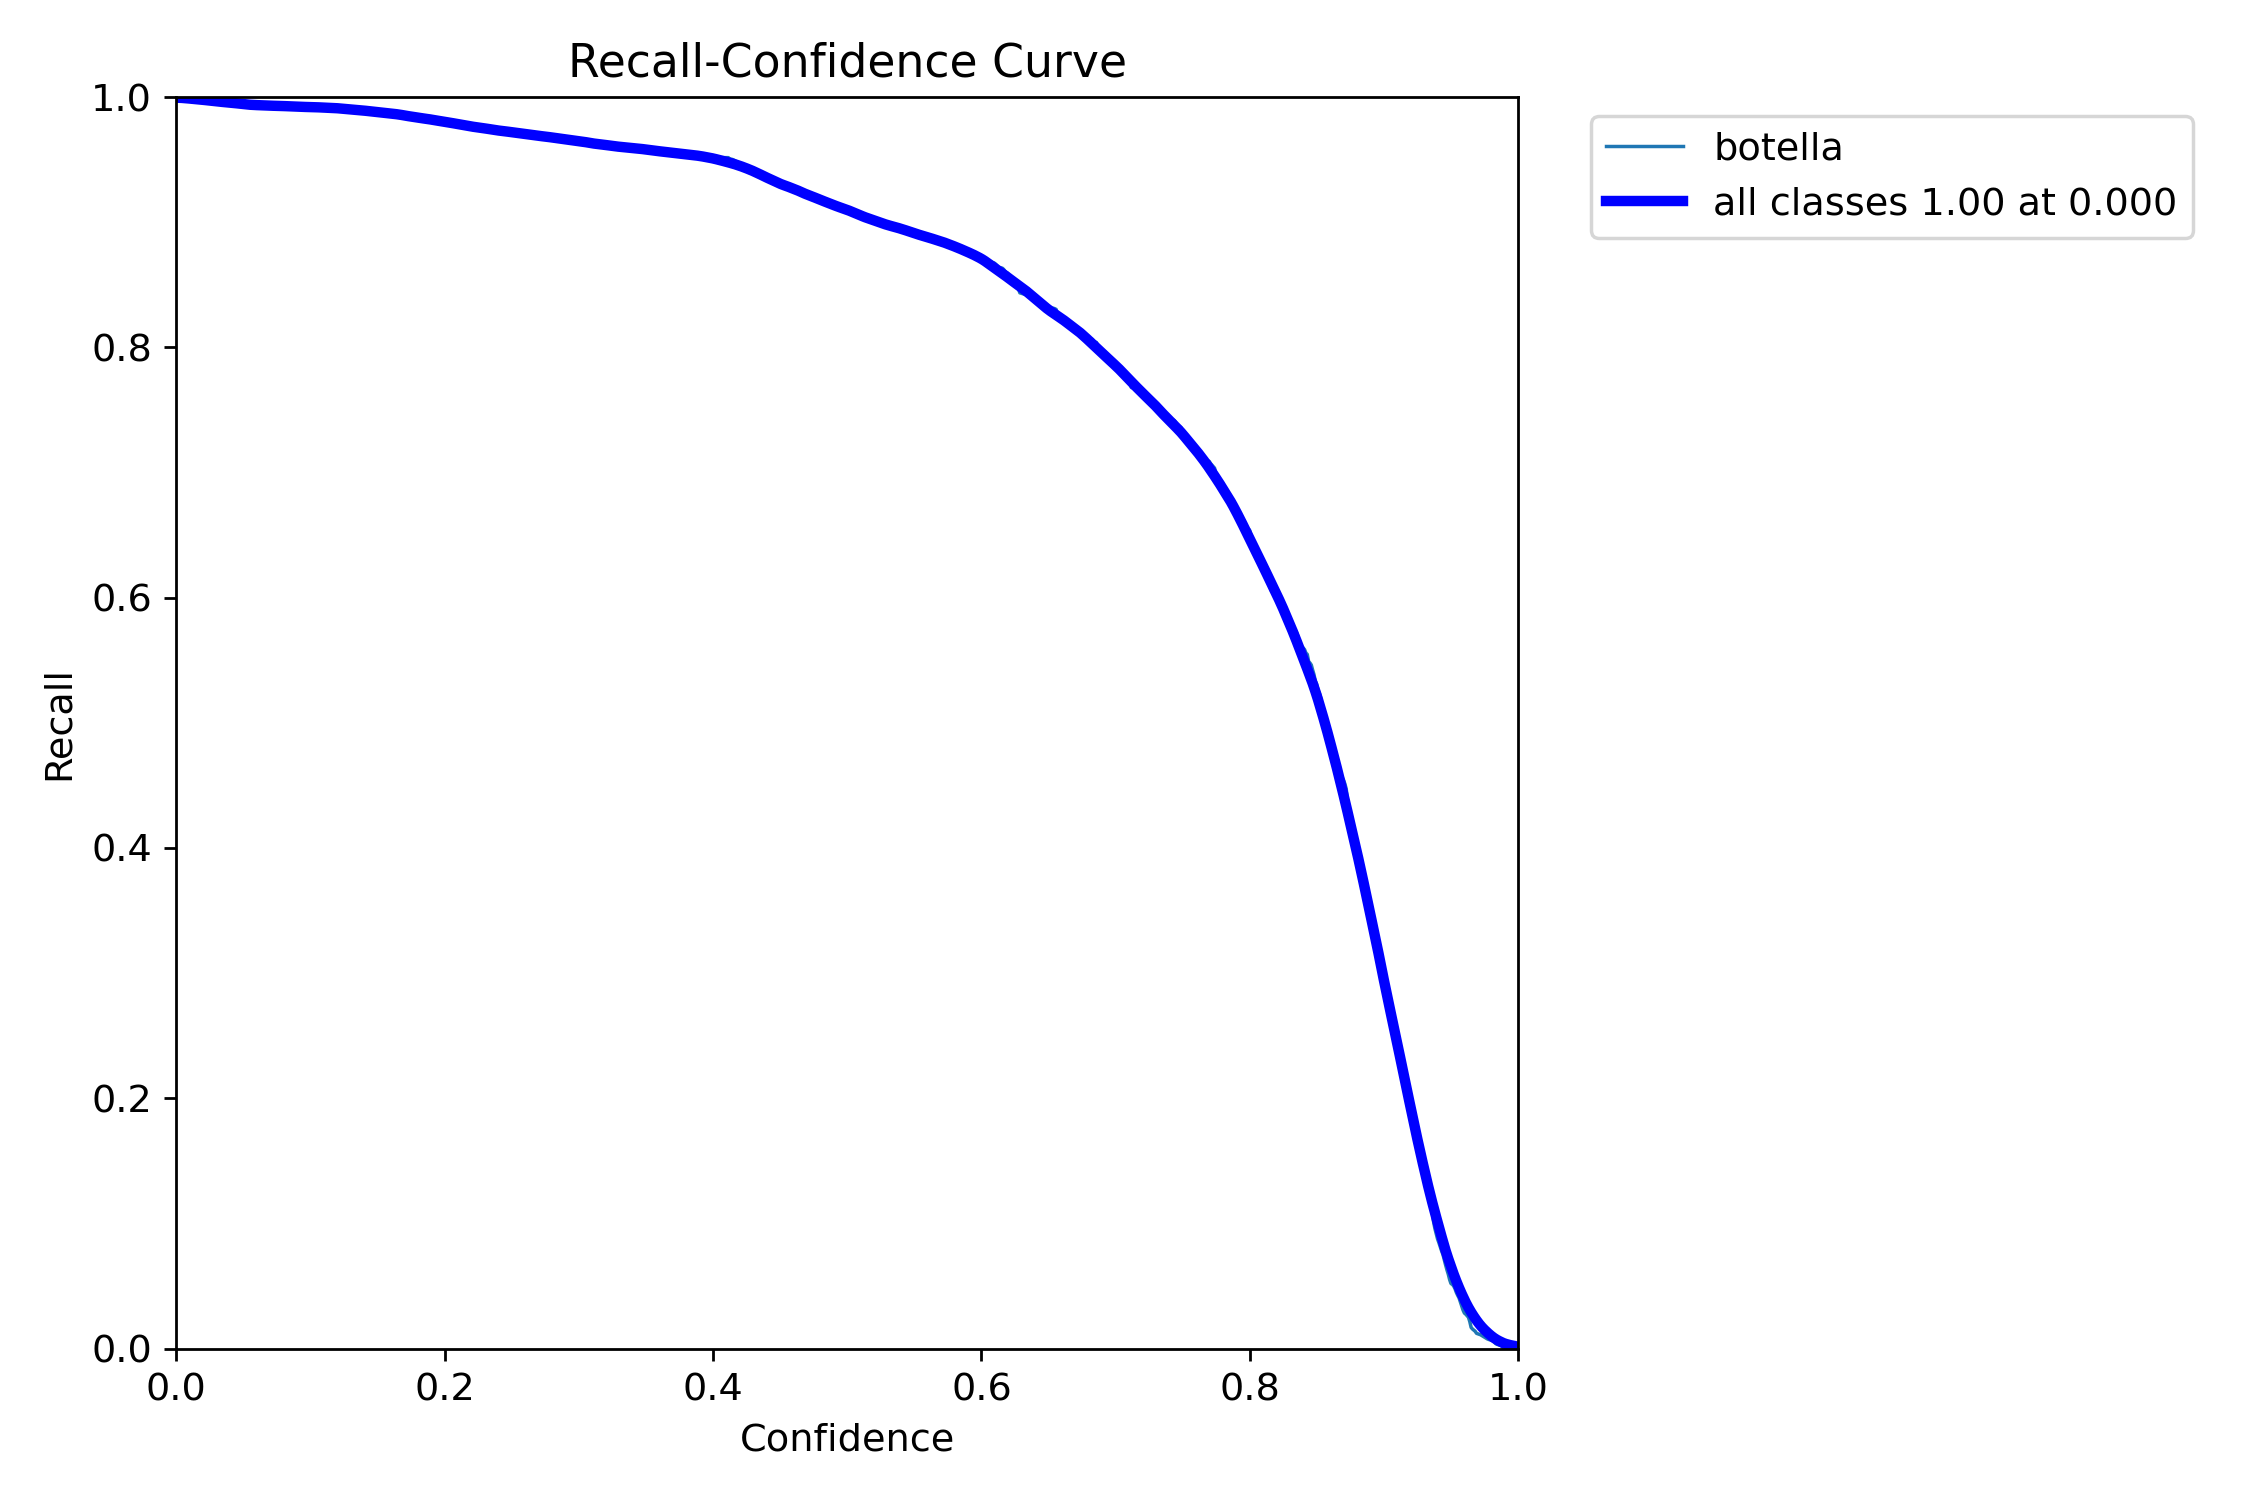 Recall-Confidence Curve
1.0
0.8
0.6
0.4
0.2
0.0
Recall
0.0 0.2 0.4 0.6 0.8 1.0
Confidence
botella
all classes 1.00 at 0.000